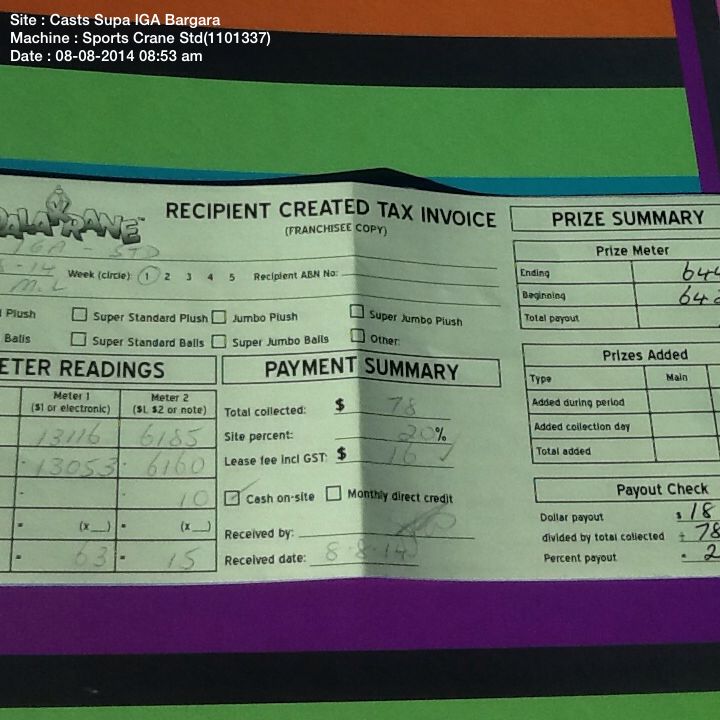 Site : Casts Supa IGA Bargara
Machine : Sports Crane Std(1101337)
Date : 08-08-2014 08:53 am
RECIPIENT CREATED TAX INVOICE
(FRANCHISEE COPY)
IGA - STD
Week (circle): 1 2 3 4 5 Recipient ABN No:
M.L
Plush Super Standard Plush Jumbo Plush Super Jumbo Plush
Balls Super Standard Balls Super Jumbo Balls Other:
ETER READINGS
Meter 1 Meter 2
($1 or electronic) ($1, $2 or note)
13116 6185
13053 6160
10
= (x__) = (x__)
= 63 = 15
PAYMENT SUMMARY
Total collected: $ 78
Site percent: 20%
Lease fee incl GST: $ 16
Cash on-site Monthly direct credit
Received by:
Received date: 8-8-14
PRIZE SUMMARY
Prize Meter
Ending 644
Beginning 642
Total payout
Prizes Added
Type Main
Added during period
Added collection day
Total added
Payout Check
Dollar payout $ 18
divided by total collected ÷ 78
Percent payout = 2